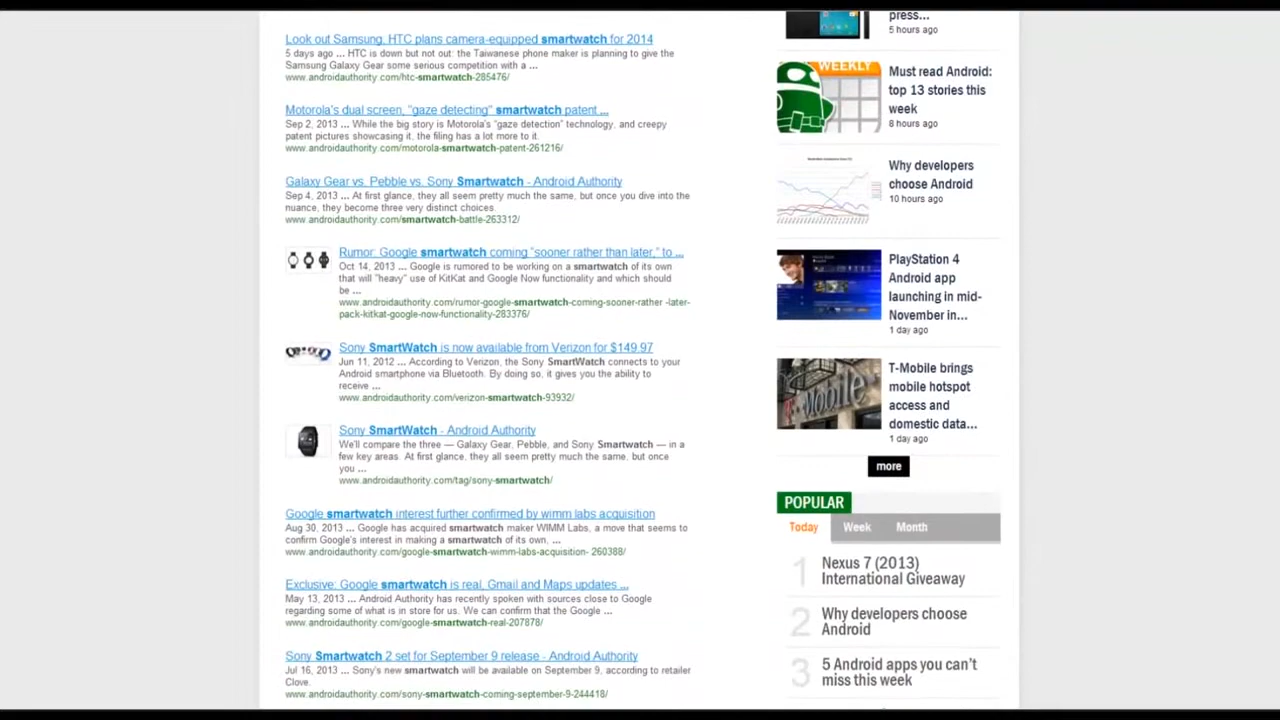 Look out Samsung, HTC plans camera-equipped smartwatch for 2014
5 days ago ... HTC is down but not out: the Taiwanese phone maker is planning to give the
Samsung Galaxy Gear some serious competition with a ...
www.androidauthority.com/htc-smartwatch-285476/
Motorola's dual screen, "gaze detecting" smartwatch patent ...
Sep 2, 2013 ... While the big story is Motorola's "gaze detection" technology, and creepy
patent pictures showcasing it, the filing has a lot more to it.
www.androidauthority.com/motorola-smartwatch-patent-261216/
Galaxy Gear vs. Pebble vs. Sony Smartwatch - Android Authority
Sep 4, 2013 ... At first glance, they all seem pretty much the same, but once you dive into the
nuance, they become three very distinct choices.
www.androidauthority.com/smartwatch-battle-263312/
Rumor: Google smartwatch coming "sooner rather than later," to ...
Oct 14, 2013 ... Google is rumored to be working on a smartwatch of its own
that will "heavy" use of KitKat and Google Now functionality and which should
be ...
www.androidauthority.com/rumor-google-smartwatch-coming-sooner-rather -later-
pack-kitkat-google-now-functionality-283376/
Sony SmartWatch is now available from Verizon for $149.97
Jun 11, 2012 ... According to Verizon, the Sony SmartWatch connects to your
Android smartphone via Bluetooth. By doing so, it gives you the ability to
receive ...
www.androidauthority.com/verizon-smartwatch-93932/
Sony SmartWatch - Android Authority
We'll compare the three — Galaxy Gear, Pebble, and Sony Smartwatch — in a
few key areas. At first glance, they all seem pretty much the same, but once
you ...
www.androidauthority.com/tag/sony-smartwatch/
Google smartwatch interest further confirmed by wimm labs acquisition
Aug 30, 2013 ... Google has acquired smartwatch maker WIMM Labs, a move that seems to
confirm Google's interest in making a smartwatch of its own, ...
www.androidauthority.com/google-smartwatch-wimm-labs-acquisition- 260388/
Exclusive: Google smartwatch is real, Gmail and Maps updates ...
May 13, 2013 ... Android Authority has recently spoken with sources close to Google
regarding some of what is in store for us. We can confirm that the Google ...
www.androidauthority.com/google-smartwatch-real-207878/
Sony Smartwatch 2 set for September 9 release - Android Authority
Jul 16, 2013 ... Sony's new smartwatch will be available on September 9, according to retailer
Clove.
www.androidauthority.com/sony-smartwatch-coming-september-9-244418/
press...
5 hours ago
WEEKLY
Must read Android:
top 13 stories this
week
8 hours ago
Why developers
choose Android
10 hours ago
PlayStation 4
Android app
launching in mid-
November in...
1 day ago
T-Mobile brings
mobile hotspot
access and
domestic data...
1 day ago
more
POPULAR
Today Week Month
1 Nexus 7 (2013)
International Giveaway
2 Why developers choose
Android
3 5 Android apps you can't
miss this week